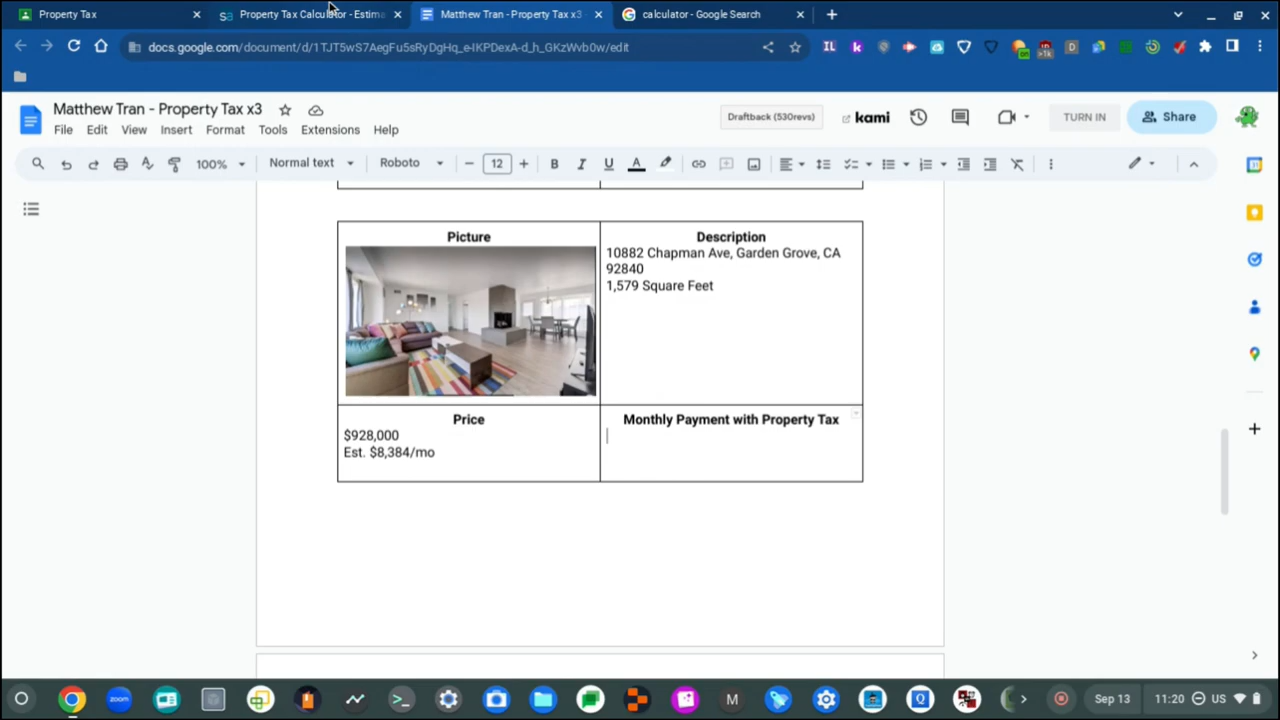 Property Tax
Property Tax Calculator - Estima
Matthew Tran - Property Tax x3
calculator - Google Search
docs.google.com/document/d/1TJT5wS7AegFu5sRyDgHq_e-IKPDexA-d_h_GKzWvb0w/edit
Matthew Tran - Property Tax x3
File Edit View Insert Format Tools Extensions Help
Draftback (530revs)
kami
TURN IN
Share
100%
Normal text
Roboto
12
Picture
Description
10882 Chapman Ave, Garden Grove, CA
92840
1,579 Square Feet
Price
$928,000
Est. $8,384/mo
Monthly Payment with Property Tax
zoom
Sep 13
11:20
US